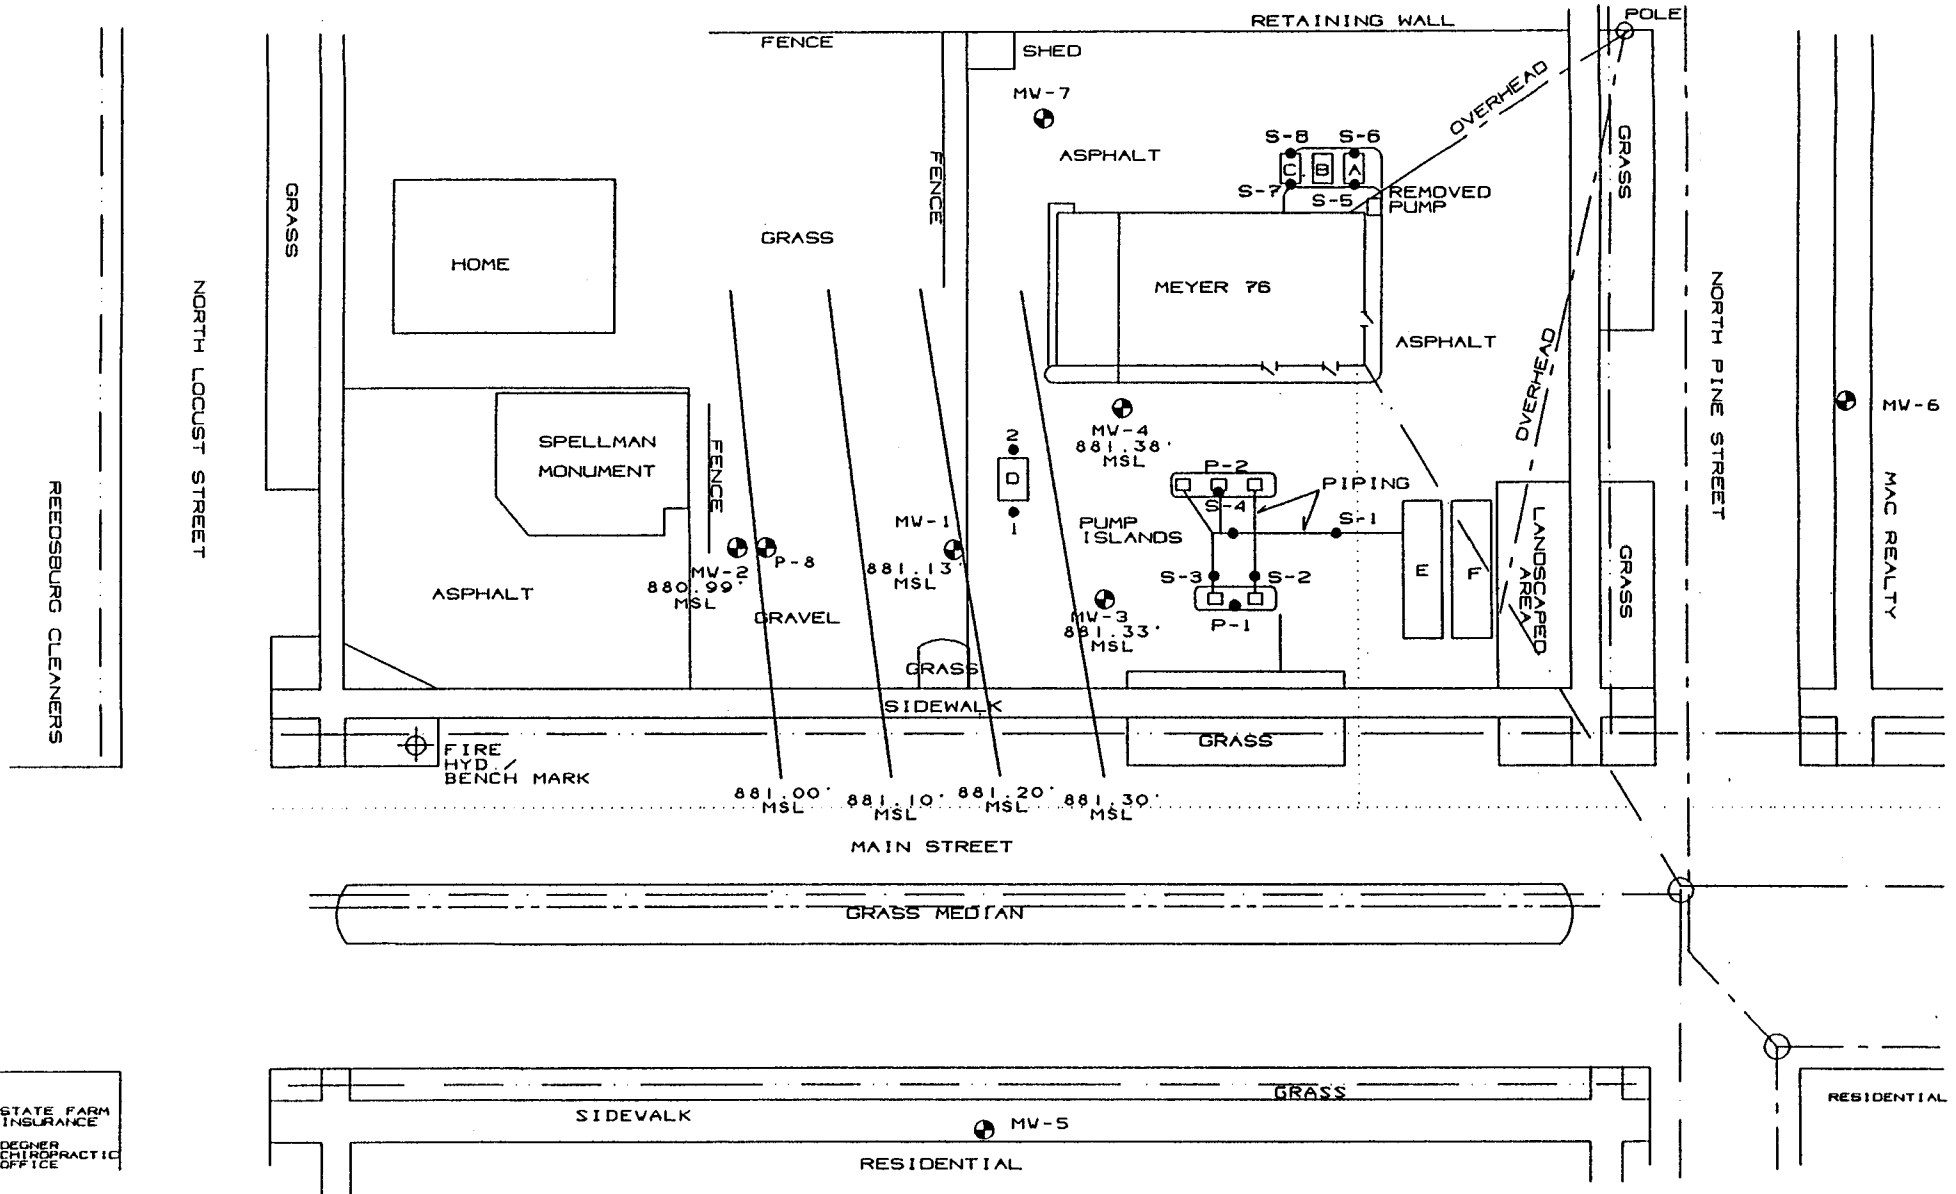 RETAINING WALL
POLE
FENCE
SHED
MW-7
OVERHEAD
ASPHALT
S-8
S-6
C
B
A
S-7
S-5
REMOVED
PUMP
GRASS
FENCE
GRASS
GRASS
HOME
MEYER 76
ASPHALT
OVERHEAD
NORTH LOCUST STREET
NORTH PINE STREET
MW-6
MW-4
881.38'
MSL
SPELLMAN
MONUMENT
FENCE
2
D
1
P-2
PIPING
S-4
S-1
PUMP
ISLANDS
MW-1
881.13'
MSL
P-8
MW-2
880.99'
MSL
ASPHALT
GRAVEL
S-3
S-2
E
F
LANDSCAPED
AREA
GRASS
MAC REALTY
REEDSBURG CLEANERS
MW-3
881.33'
MSL
P-1
GRASS
SIDEWALK
GRASS
FIRE
HYD./
BENCH MARK
881.00'
MSL
881.10'
MSL
881.20'
MSL
881.30'
MSL
MAIN STREET
GRASS MEDIAN
GRASS
SIDEWALK
MW-5
RESIDENTIAL
RESIDENTIAL
STATE FARM
INSURANCE
DEGNER
CHIROPRACTIC
OFFICE